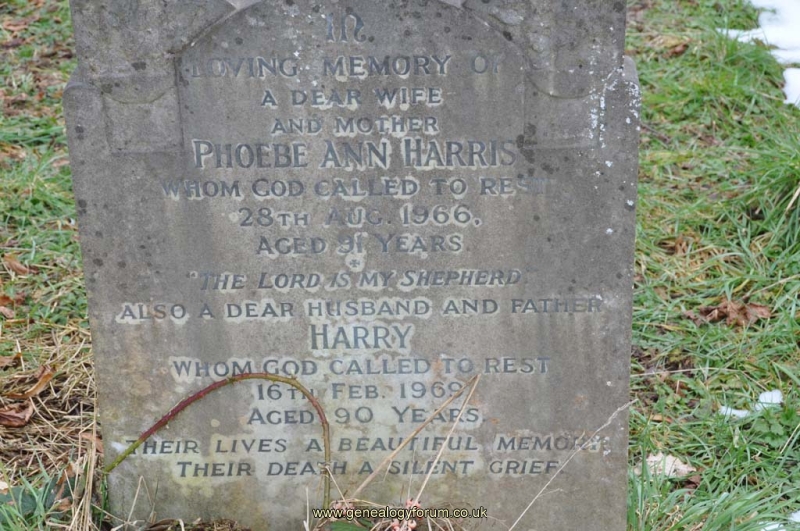 IN
LOVING MEMORY OF
A DEAR WIFE
AND MOTHER
PHOEBE ANN HARRIS
WHOM GOD CALLED TO REST
28TH AUG. 1966,
AGED 91 YEARS.
"THE LORD IS MY SHEPHERD"
ALSO A DEAR HUSBAND AND FATHER
HARRY
WHOM GOD CALLED TO REST
16TH FEB. 1969
AGED 90 YEARS.
THEIR LIVES A BEAUTIFUL MEMORY
THEIR DEATH A SILENT GRIEF
www.genealogyforum.co.uk